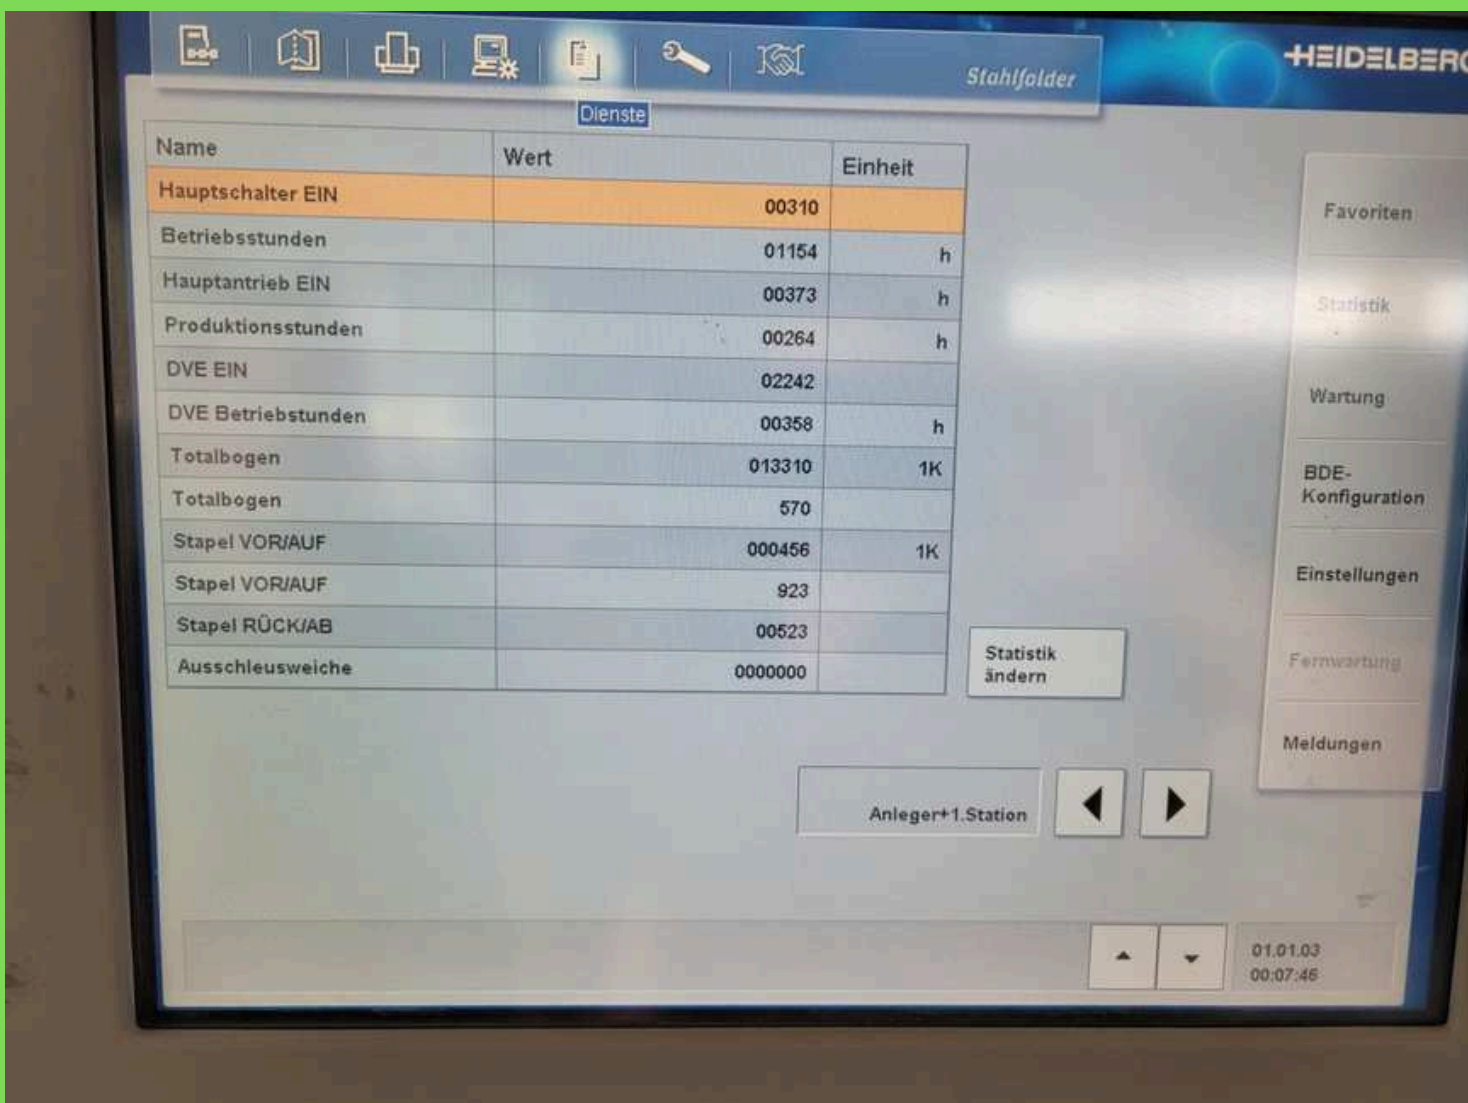 HEIDELBERG
Stahlfolder
Dienste
Name Wert Einheit
Hauptschalter EIN 00310
Betriebsstunden 01154 h
Hauptantrieb EIN 00373 h
Produktionsstunden 00264 h
DVE EIN 02242
DVE Betriebstunden 00358 h
Totalbogen 013310 1K
Totalbogen 570
Stapel VOR/AUF 000456 1K
Stapel VOR/AUF 923
Stapel RÜCK/AB 00523
Ausschleusweiche 0000000
Statistik
ändern
Anleger+1.Station
Favoriten
Statistik
Wartung
BDE-
Konfiguration
Einstellungen
Fernwartung
Meldungen
01.01.03
00:07:46